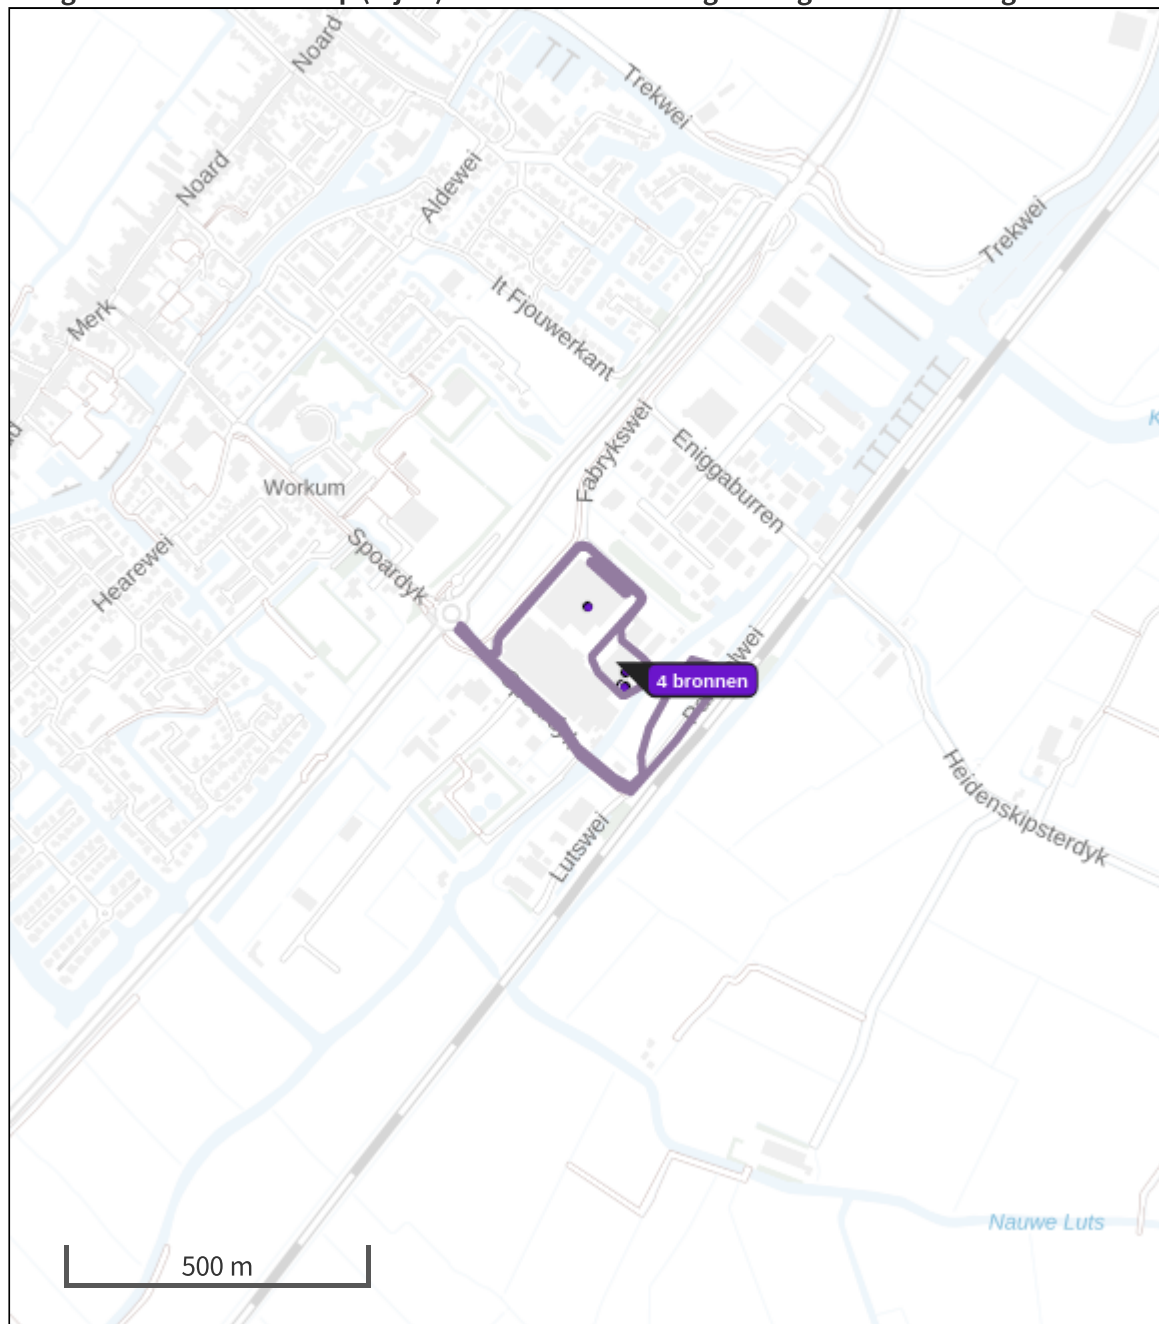 Noard
Trekwei
Noard
Aldewei
Trekwei
Merk
It Fjouwerkant
Fabrykswei
Eniggaburren
Workum
Spoardyk
Hearewei
4 bronnen
Heidenskipsterdyk
Lutswei
Nauwe Luts
500 m